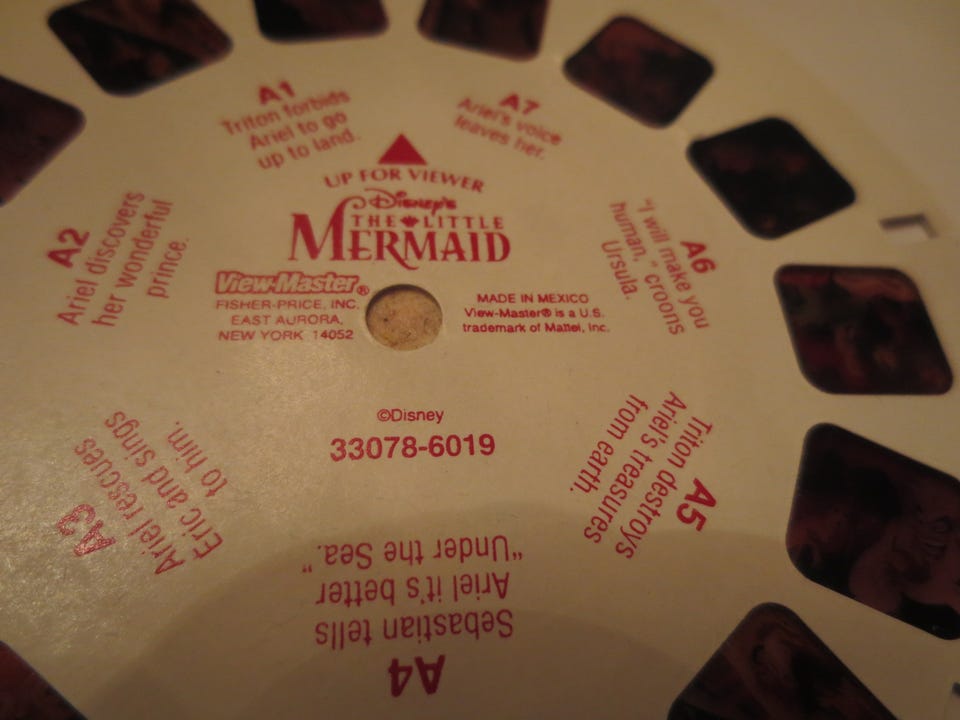 A1
Triton forbids
Ariel to go
up to land.
A7
Ariel's voice
leaves her.
UP FOR VIEWER
Disney's
THE LITTLE
MERMAID
A2
Ariel discovers
her wonderful
prince.
A6
"I will make you
human," croons
Ursula.
View-Master®
FISHER-PRICE, INC.
EAST AURORA,
NEW YORK 14052
MADE IN MEXICO
View-Master® is a U.S.
trademark of Mattel, Inc.
©Disney
33078-6019
A3
Ariel rescues
Eric and sings
to him.
A5
Triton destroys
Ariel's treasures
from earth.
A4
Sebastian tells
Ariel it's better
"Under the Sea."